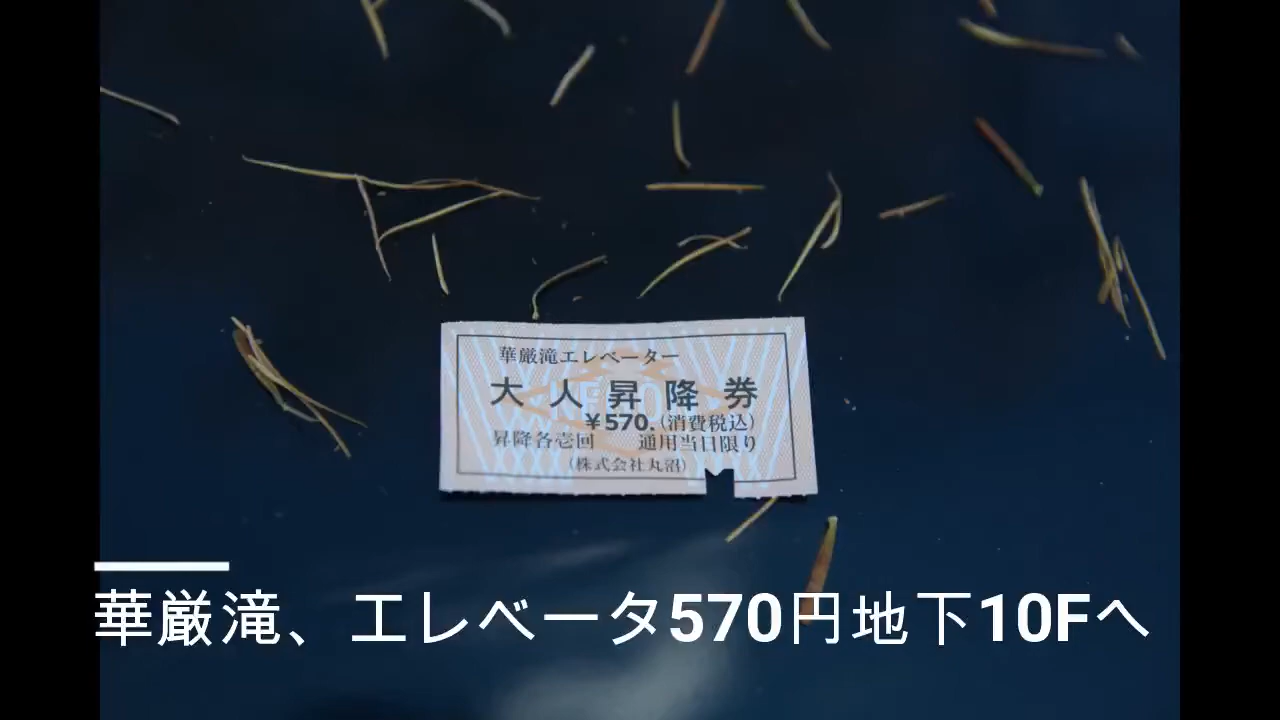 華厳滝エレベーター
大人昇降券
¥570.(消費税込)
昇降各壱回 通用当日限り
(株式会社丸沼)
華厳滝、エレベータ570円地下10Fへ